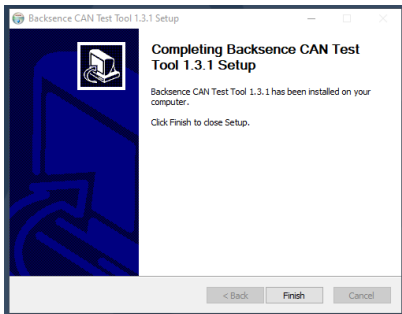 Backsence CAN Test Tool 1.3.1 Setup
Completing Backsence CAN Test
Tool 1.3.1 Setup
Backsence CAN Test Tool 1.3.1 has been installed on your
computer.
Click Finish to close Setup.
< Back
Finish
Cancel